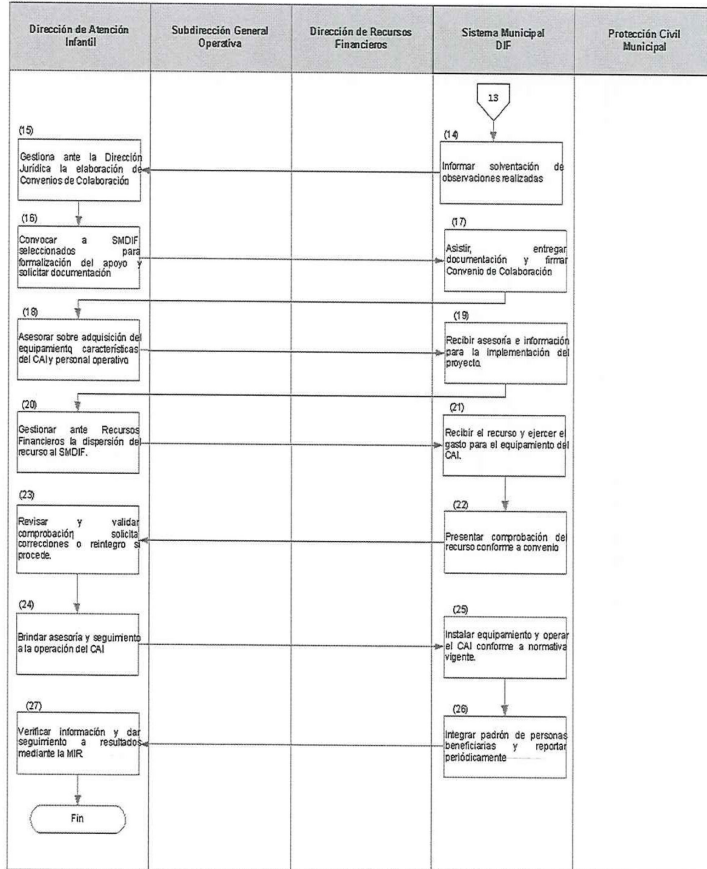 Dirección de Atención
Infantil
Subdirección General
Operativa
Dirección de Recursos
Financieros
Sistema Municipal
DIF
Protección Civil
Municipal
13
(14)
Informar solventación de
observaciones realizadas
(15)
Gestiona ante la Dirección
Jurídica la elaboración de
Convenios de Colaboración
(16)
Convocar a SMDIF
seleccionados para
formalización del apoyo y
solicitar documentación
(17)
Asistir, entregar
documentación y firmar
Convenio de Colaboración
(18)
Asesorar sobre adquisición del
equipamiento, características
del CAI y personal operativo
(19)
Recibir asesoría e información
para la implementación del
proyecto.
(20)
Gestionar ante Recursos
Financieros la dispersión del
recurso al SMDIF.
(21)
Recibir el recurso y ejercer el
gasto para el equipamiento del
CAI.
(22)
Presentar comprobación del
recurso conforme a convenio
(23)
Revisar y validar
comprobación, solicita
correcciones o reintegro si
procede.
(24)
Brindar asesoría y seguimiento
a la operación del CAI
(25)
Instalar equipamiento y operar
el CAI conforme a normativa
vigente.
(26)
Integrar padrón de personas
beneficiarias y reportar
periódicamente
(27)
Verificar información y dar
seguimiento a resultados
mediante la MIR
Fin